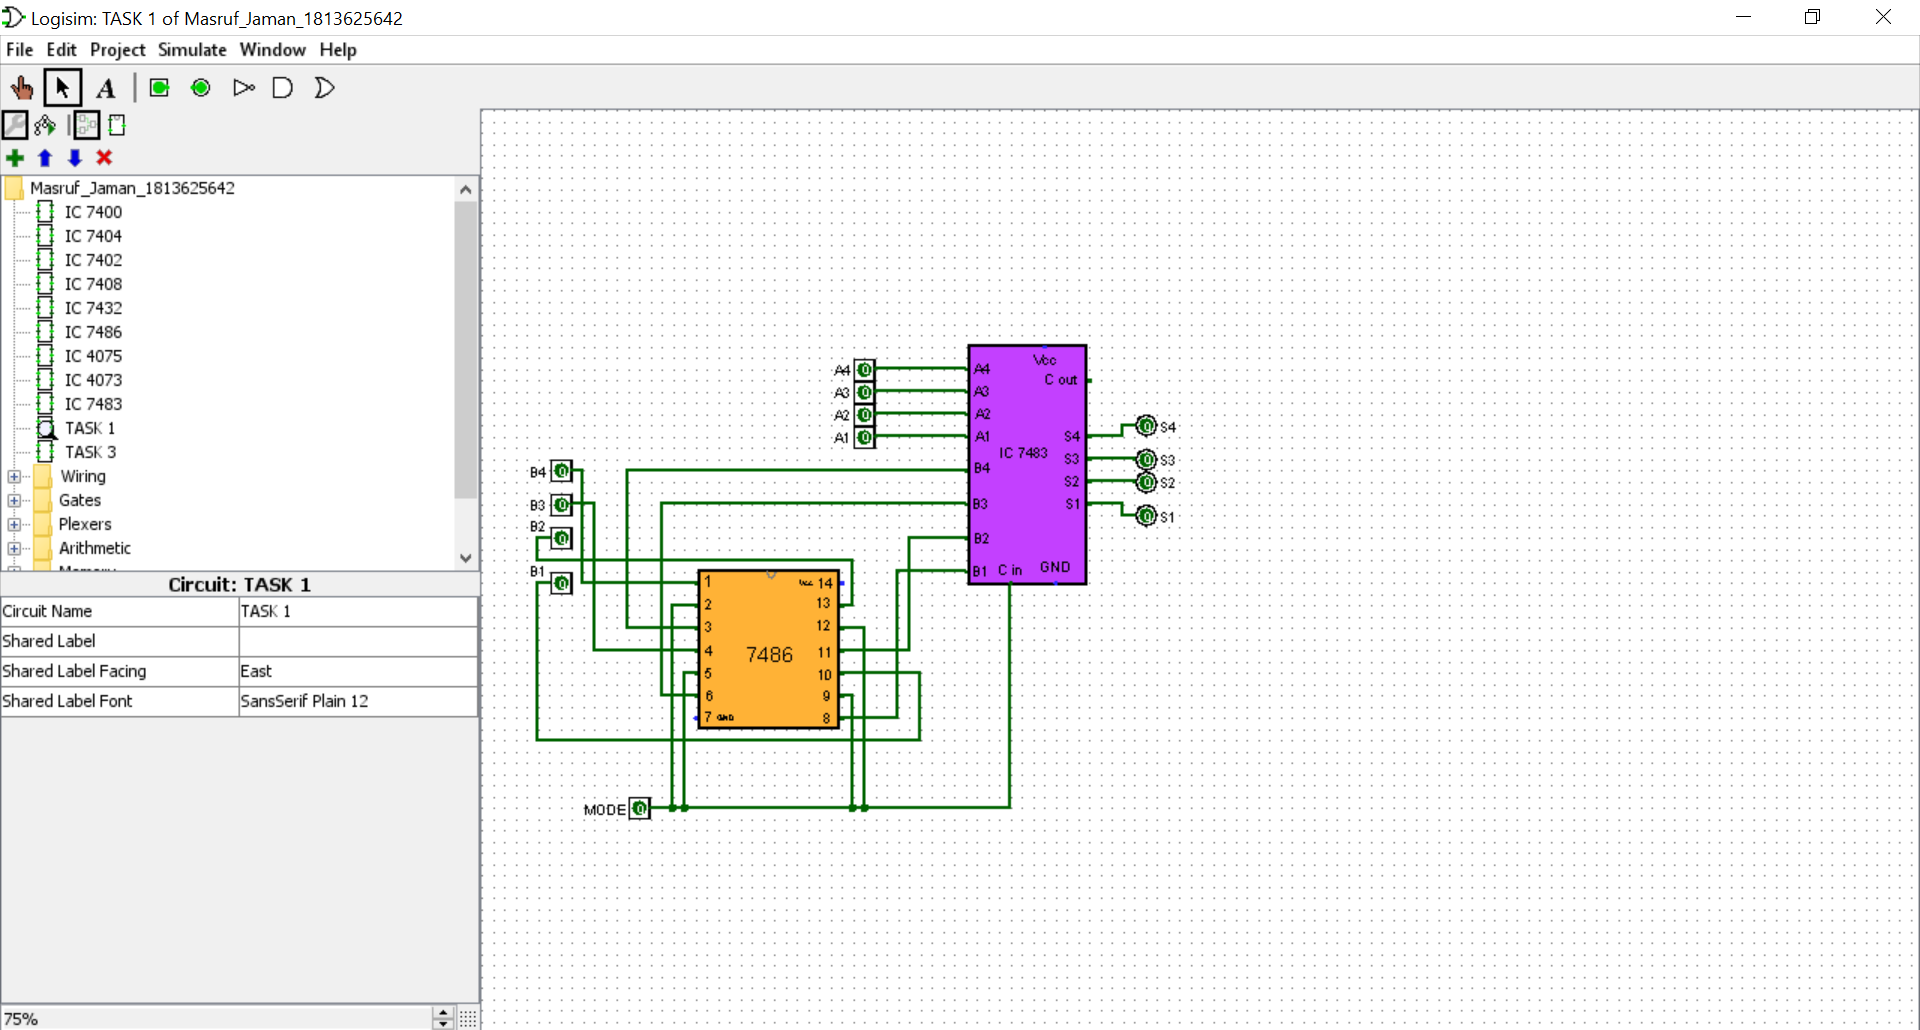 Logisim: TASK 1 of Masruf_Jaman_1813625642
File Edit Project Simulate Window Help
A
Masruf_Jaman_1813625642
IC 7400
IC 7404
IC 7402
IC 7408
IC 7432
IC 7486
IC 4075
IC 4073
IC 7483
TASK 1
TASK 3
Wiring
Gates
Plexers
Arithmetic
Memory
Circuit: TASK 1
Circuit Name TASK 1
Shared Label
Shared Label Facing East
Shared Label Font SansSerif Plain 12
75%
A4 0
A3 0
A2 0
A1 0
B4 0
B3 0
B2 0
B1 0
MODE 0
1 Vcc 14
2 13
3 12
4 11
7486
5 10
6 9
7 GND 8
Vcc
A4 C out
A3
A2
A1 S4
IC 7483 S3
B4 S2
B3 S1
B2
B1 C in GND
0 S4
0 S3
0 S2
0 S1